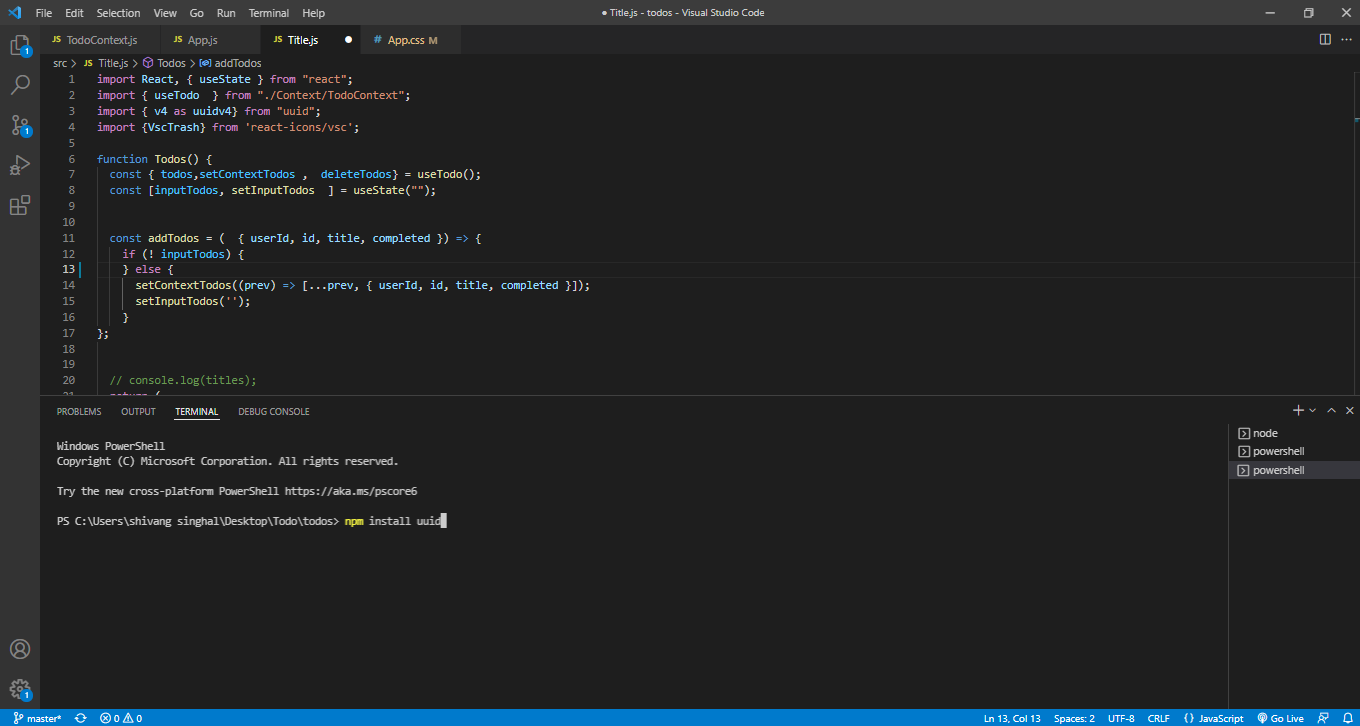 File Edit Selection View Go Run Terminal Help
● Title.js - todos - Visual Studio Code
JS TodoContext.js JS App.js JS Title.js # App.css M
src > JS Title.js > Todos > addTodos
1 import React, { useState } from "react";
2 import { useTodo  } from "./Context/TodoContext";
3 import { v4 as uuidv4} from "uuid";
4 import {VscTrash} from 'react-icons/vsc';
5
6 function Todos() {
7 const { todos,setContextTodos ,  deleteTodos} = useTodo();
8 const [inputTodos, setInputTodos  ] = useState("");
9
10
11 const addTodos = (  { userId, id, title, completed }) => {
12 if (! inputTodos) {
13 } else {
14 setContextTodos((prev) => [...prev, { userId, id, title, completed }]);
15 setInputTodos('');
16 }
17 };
18
19
20 // console.log(titles);
21 return (
PROBLEMS OUTPUT TERMINAL DEBUG CONSOLE
Windows PowerShell
Copyright (C) Microsoft Corporation. All rights reserved.
Try the new cross-platform PowerShell https://aka.ms/pscore6
PS C:\Users\shivang singhal\Desktop\Todo\todos> npm install uuid
node
powershell
powershell
1
1
1
master* 0 0 Ln 13, Col 13 Spaces: 2 UTF-8 CRLF {} JavaScript Go Live